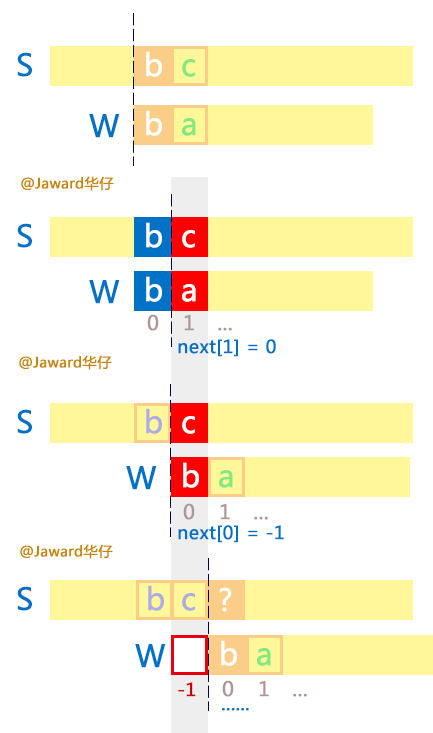 S b c
W b a
@Jaward华仔
S b c
W b a
0 1 ...
next[1] = 0
@Jaward华仔
S b c
W b a
0 1 ...
next[0] = -1
@Jaward华仔
S b c ?
W b a
-1 0 1 ...
......